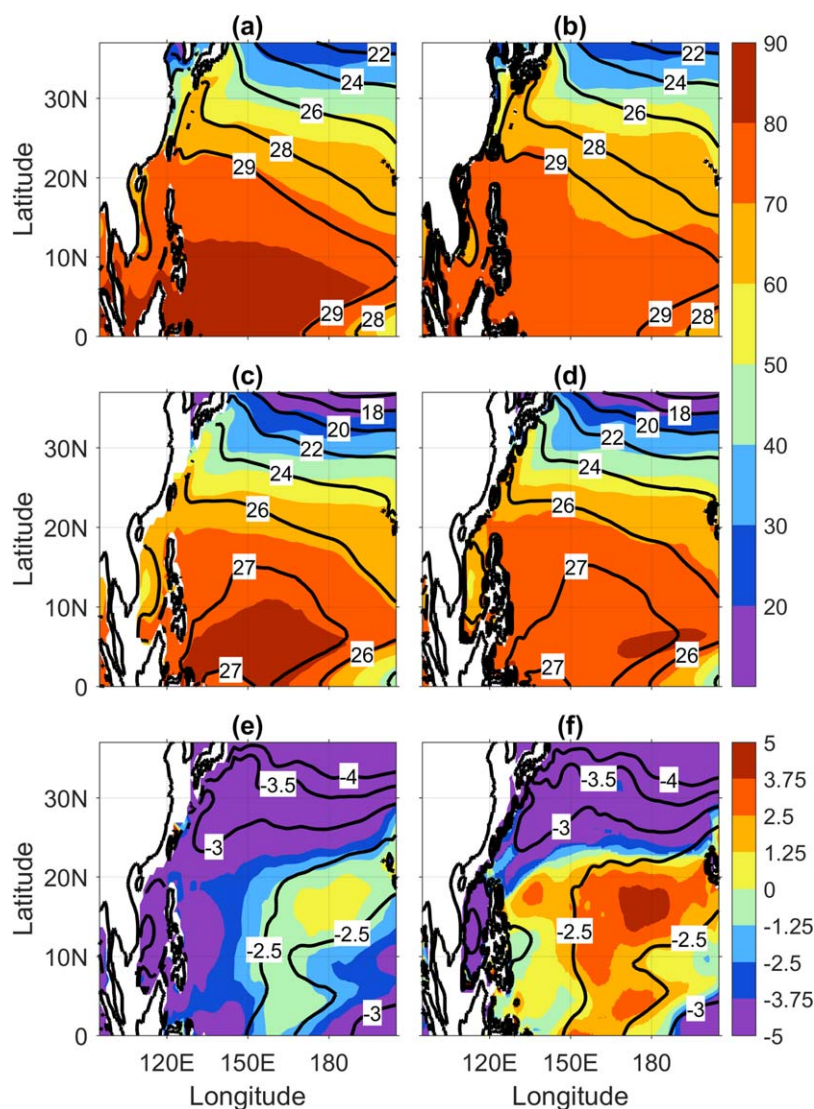 (a) (b)
22 22 90
30N 24 24
26 26 80
28 28
20N 29 29 70
Latitude
10N 60
29 29
0 28 28 50
(c) (d)
18 18 40
30N 20 20
22 22
24 24 30
20N 26 26
Latitude
27 27 20
10N
26 26
0 27 27
(e) (f)
-4 -4 5
30N -3.5 -3.5 3.75
-3 -3 2.5
20N 1.25
Latitude
-2.5 -2.5 -2.5 -2.5 0
10N -1.25
-2.5
-3 -3 -3.75
0 -5
120E 150E 180 120E 150E 180
Longitude Longitude